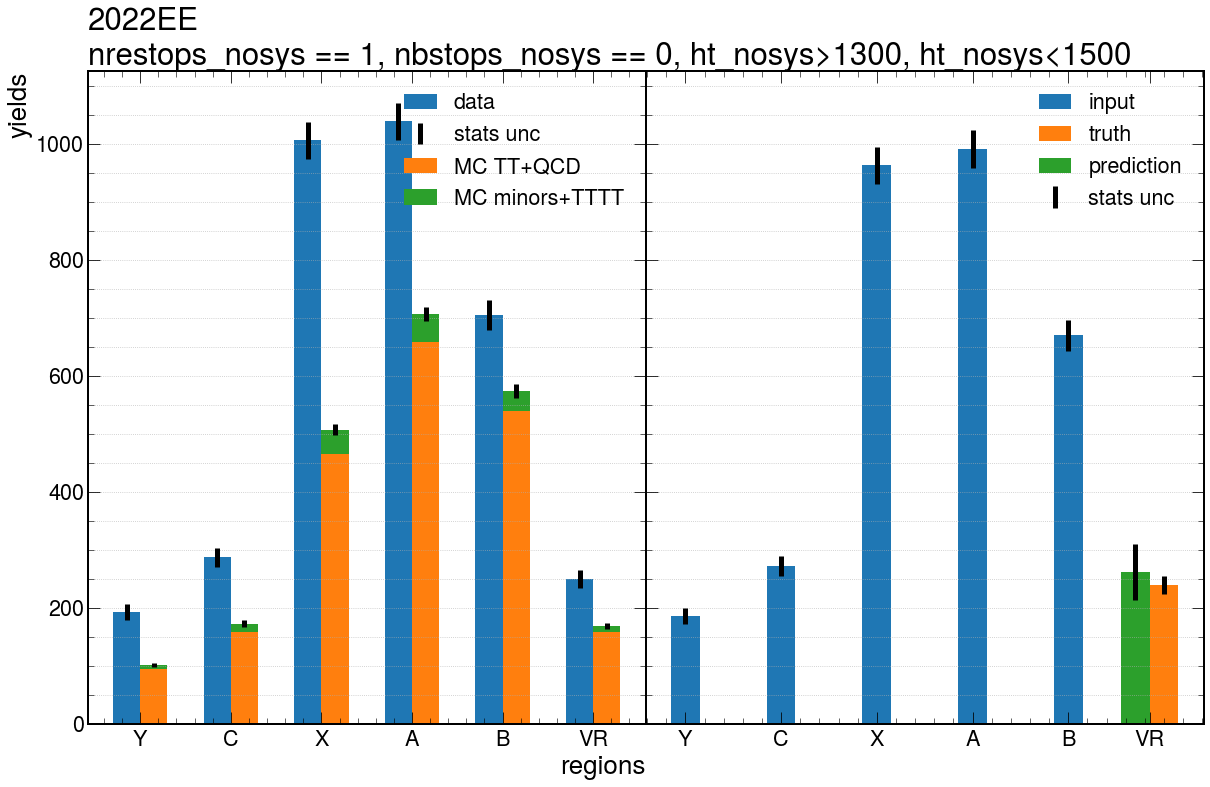 2022EE
nrestops_nosys == 1, nbstops_nosys == 0, ht_nosys>1300, ht_nosys<1500
yields
1000
800
600
400
200
0
data
stats unc
MC TT+QCD
MC minors+TTTT
input
truth
prediction
stats unc
Y C X A B VR
Y C X A B VR
regions